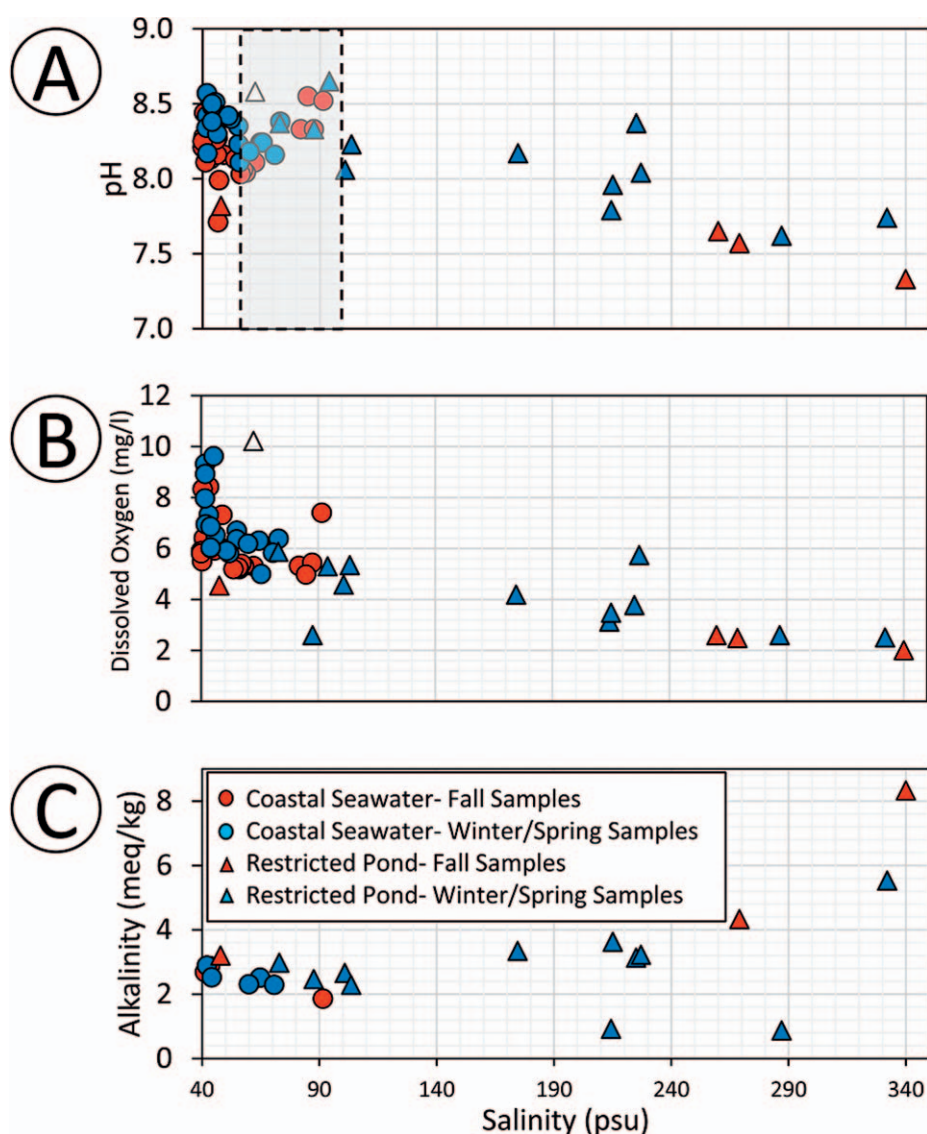 A
9.0
8.5
8.0
7.5
7.0
pH
B
12
10
8
6
4
2
0
Dissolved Oxygen (mg/l)
C
8
6
4
2
0
Alkalinity (meq/kg)
Coastal Seawater- Fall Samples
Coastal Seawater- Winter/Spring Samples
Restricted Pond- Fall Samples
Restricted Pond- Winter/Spring Samples
40 90 140 190 240 290 340
Salinity (psu)